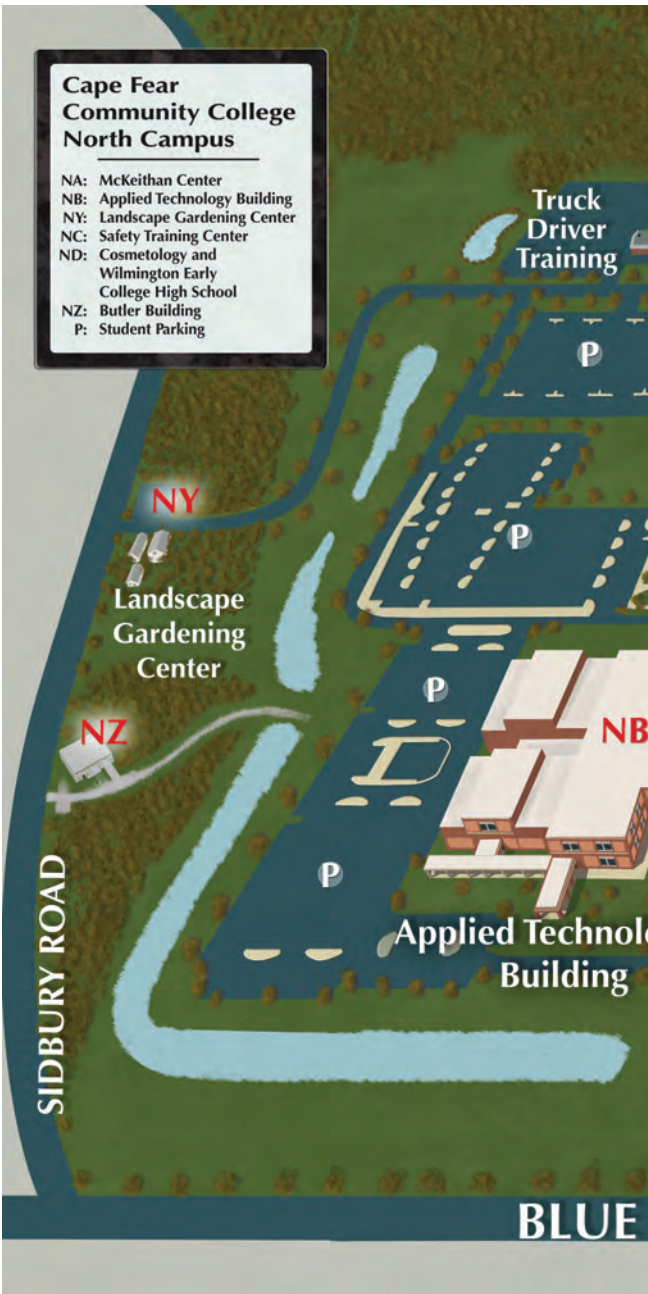 Cape Fear
Community College
North Campus
NA: McKeithan Center
NB: Applied Technology Building
NY: Landscape Gardening Center
NC: Safety Training Center
ND: Cosmetology and
Wilmington Early
College High School
NZ: Butler Building
P: Student Parking
Truck
Driver
Training
P
NY
P
Landscape
Gardening
Center
P
NZ
NB
P
SIDBURY ROAD
Applied Technolo
Building
BLUE